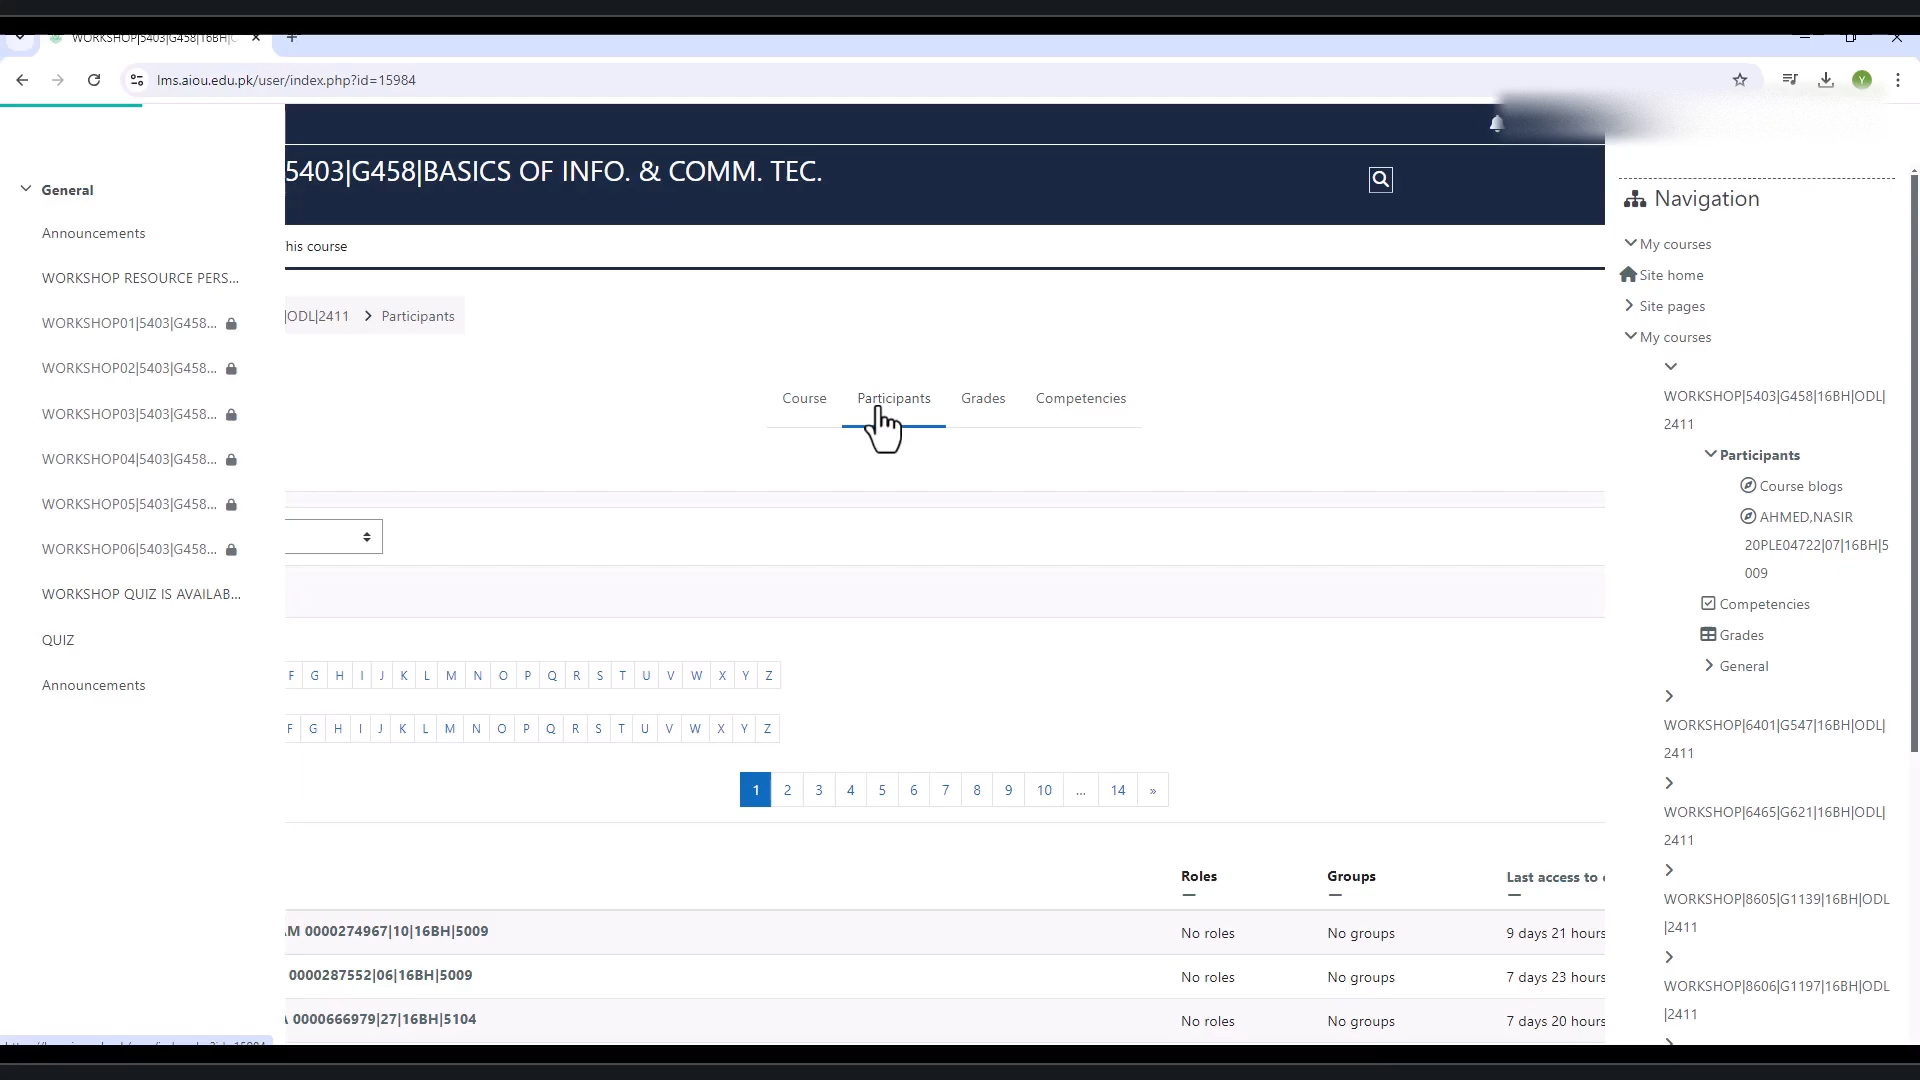 WORKSHOP|5403|G458|16BH|
lms.aiou.edu.pk/user/index.php?id=15984
Y
5403|G458|BASICS OF INFO. & COMM. TEC.
his course
|ODL|2411
Participants
General
Announcements
WORKSHOP RESOURCE PERS...
WORKSHOP01|5403|G458...
WORKSHOP02|5403|G458...
WORKSHOP03|5403|G458...
WORKSHOP04|5403|G458...
WORKSHOP05|5403|G458...
WORKSHOP06|5403|G458...
WORKSHOP QUIZ IS AVAILAB...
QUIZ
Announcements
Course Participants Grades Competencies
F G H I J K L M N O P Q R S T U V W X Y Z
F G H I J K L M N O P Q R S T U V W X Y Z
1 2 3 4 5 6 7 8 9 10 ... 14 »
Roles Groups Last access to
AM 0000274967|10|16BH|5009 No roles No groups 9 days 21 hours
0000287552|06|16BH|5009 No roles No groups 7 days 23 hours
A 0000666979|27|16BH|5104 No roles No groups 7 days 20 hours
Navigation
My courses
Site home
Site pages
My courses
WORKSHOP|5403|G458|16BH|ODL|
2411
Participants
Course blogs
AHMED,NASIR
20PLE04722|07|16BH|5
009
Competencies
Grades
General
WORKSHOP|6401|G547|16BH|ODL|
2411
WORKSHOP|6465|G621|16BH|ODL|
2411
WORKSHOP|8605|G1139|16BH|ODL
|2411
WORKSHOP|8606|G1197|16BH|ODL
|2411